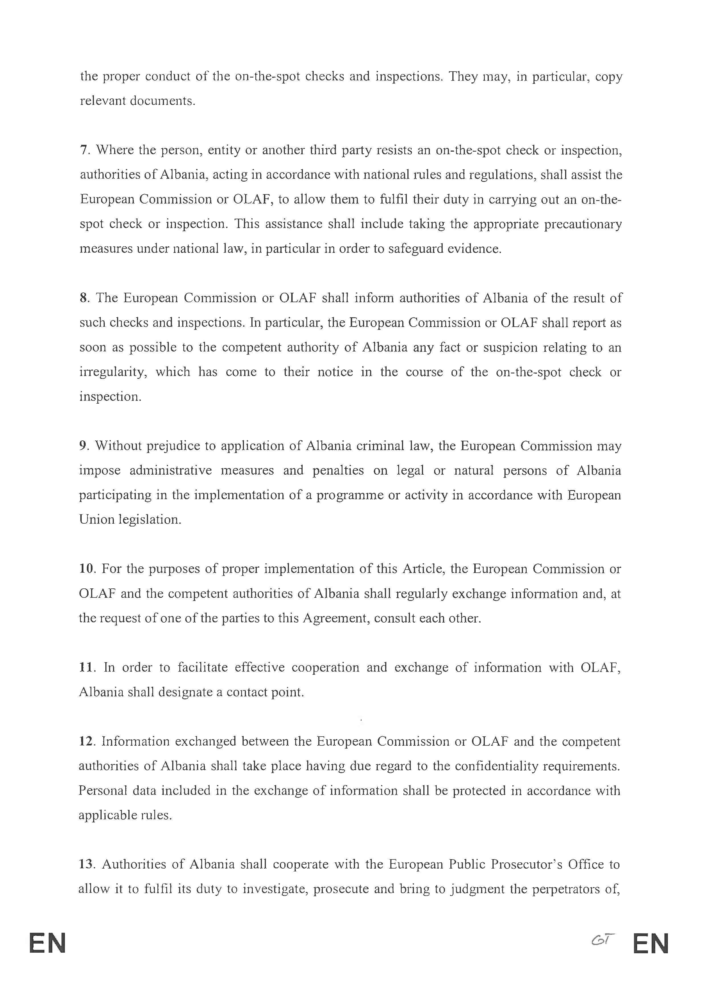 the proper conduct of the on-the-spot checks and inspections. They may, in particular, copy
relevant documents.
7. Where the person, entity or another third party resists an on-the-spot check or inspection,
authorities of Albania, acting in accordance with national rules and regulations, shall assist the
European Commission or OLAF, to allow them to fulfil their duty in carrying out an on-the-
spot check or inspection. This assistance shall include taking the appropriate precautionary
measures under national law, in particular in order to safeguard evidence.
8. The European Commission or OLAF shall inform authorities of Albania of the result of
such checks and inspections. In particular, the European Commission or OLAF shall report as
soon as possible to the competent authority of Albania any fact or suspicion relating to an
irregularity, which has come to their notice in the course of the on-the-spot check or
inspection.
9. Without prejudice to application of Albania criminal law, the European Commission may
impose administrative measures and penalties on legal or natural persons of Albania
participating in the implementation of a programme or activity in accordance with European
Union legislation.
10. For the purposes of proper implementation of this Article, the European Commission or
OLAF and the competent authorities of Albania shall regularly exchange information and, at
the request of one of the parties to this Agreement, consult each other.
11. In order to facilitate effective cooperation and exchange of information with OLAF,
Albania shall designate a contact point.
12. Information exchanged between the European Commission or OLAF and the competent
authorities of Albania shall take place having due regard to the confidentiality requirements.
Personal data included in the exchange of information shall be protected in accordance with
applicable rules.
13. Authorities of Albania shall cooperate with the European Public Prosecutor's Office to
allow it to fulfil its duty to investigate, prosecute and bring to judgment the perpetrators of,
EN GT EN